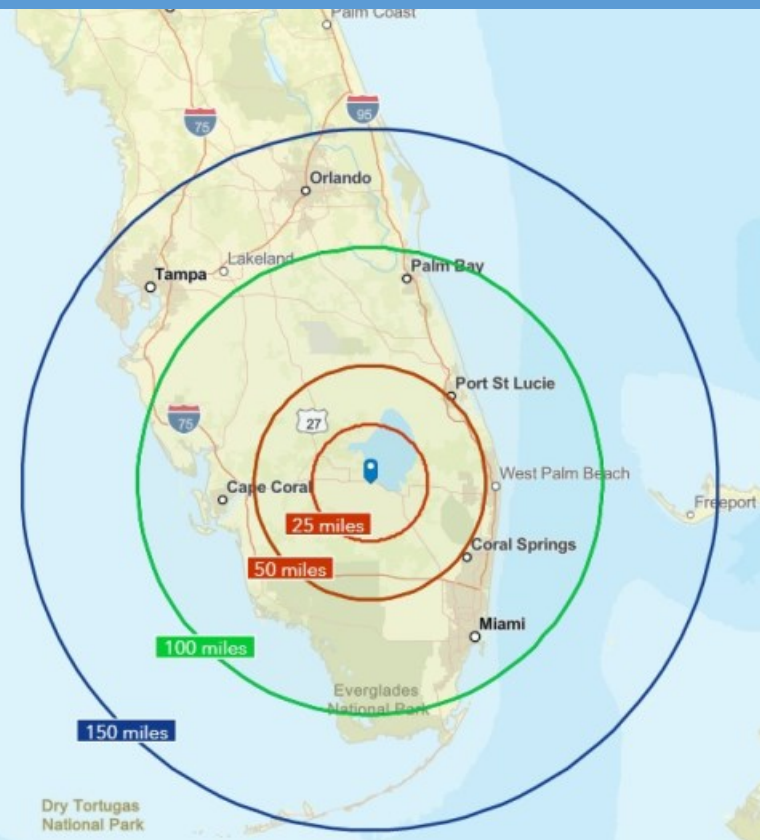 Palm Coast
95
75
Orlando
Lakeland
Palm Bay
Tampa
Port St Lucie
75
27
West Palm Beach
Cape Coral
Freeport
25 miles
Coral Springs
50 miles
Miami
100 miles
Everglades
National Park
150 miles
Dry Tortugas
National Park